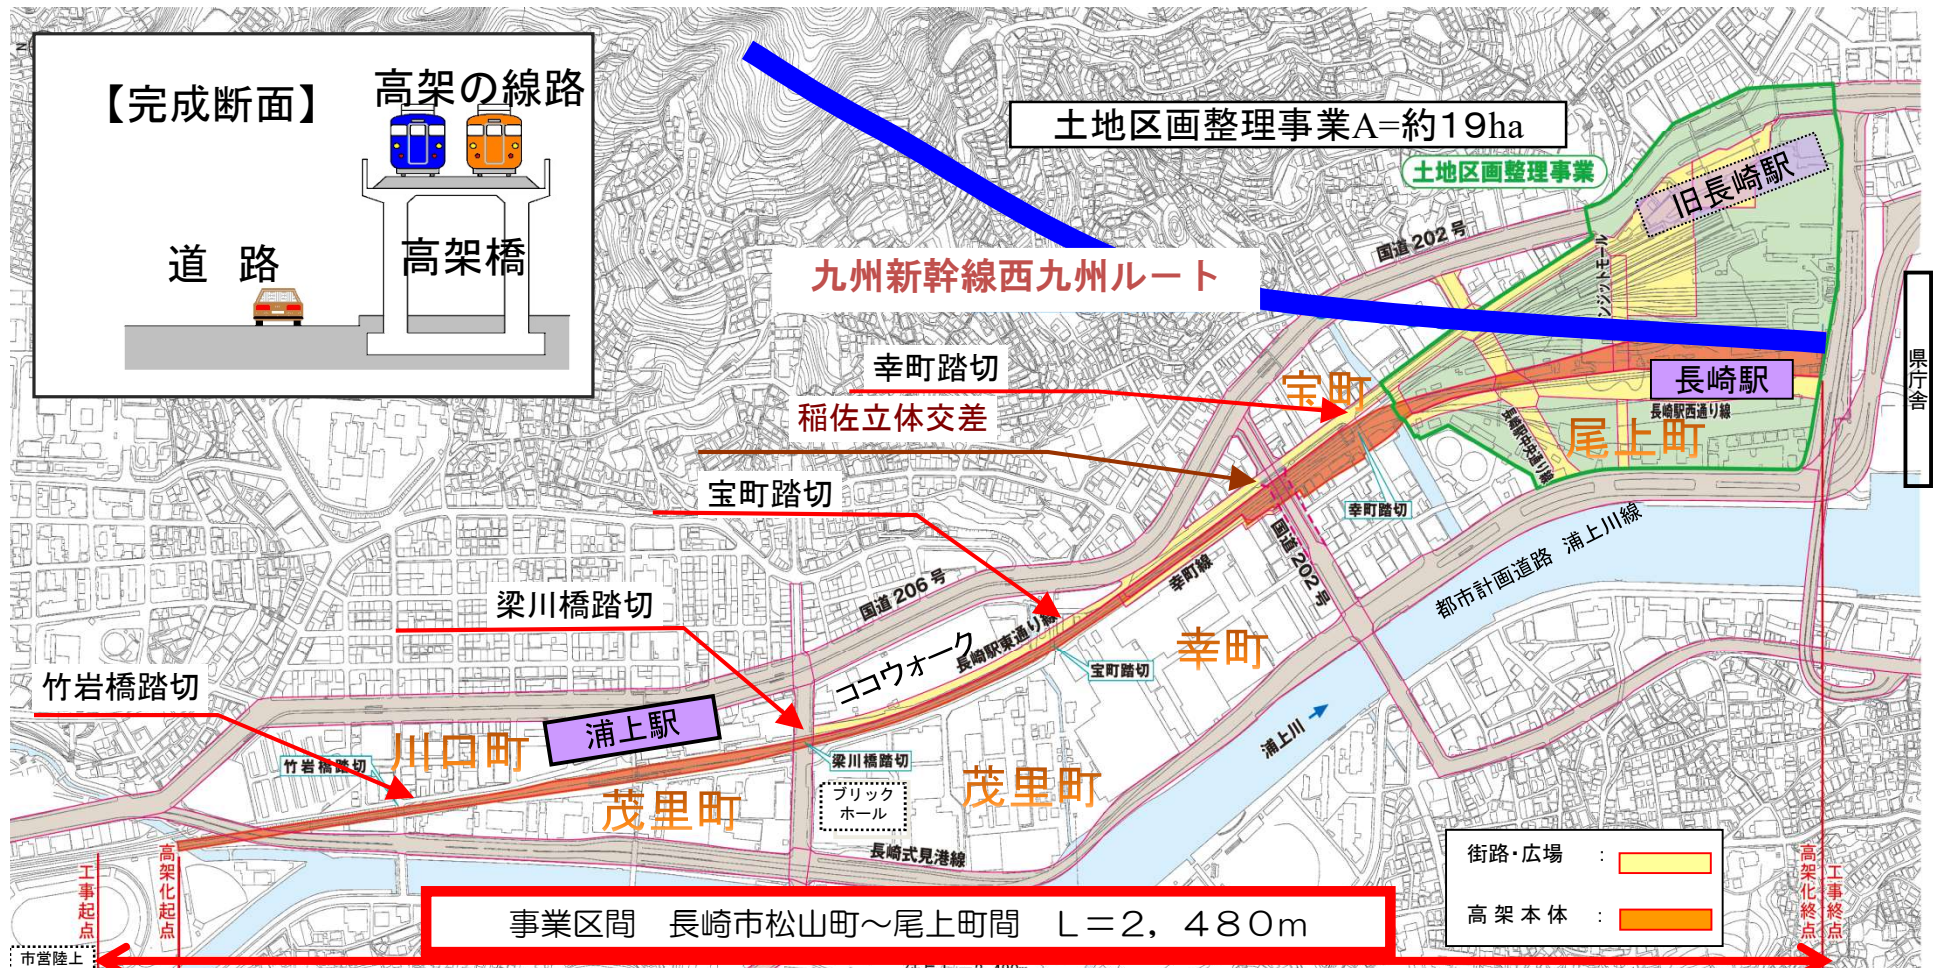 N
【完成断面】
高架の線路
道 路
高架橋
土地区画整理事業A=約19ha
土地区画整理事業
旧長崎駅
国道 202 号
九州新幹線西九州ルート
県庁舎
幸町踏切
宝町
長崎駅
長崎駅西通り線
稲佐立体交差
尾上町
長崎駅中央通り線
宝町踏切
幸町踏切
国道 202 号
都市計画道路 浦上川線
幸町線
国道 206 号
梁川橋踏切
ココウォーク
長崎駅東通り線
幸町
宝町踏切
竹岩橋踏切
浦上駅
浦上川
川口町
竹岩橋踏切
梁川橋踏切
茂里町
茂里町
ブリック
ホール
長崎式見港線
街路・広場 :
高架本体 :
工事起点
高架化起点
高架化終点
工事終点
事業区間 長崎市松山町～尾上町間 L＝2，480m
市営陸上